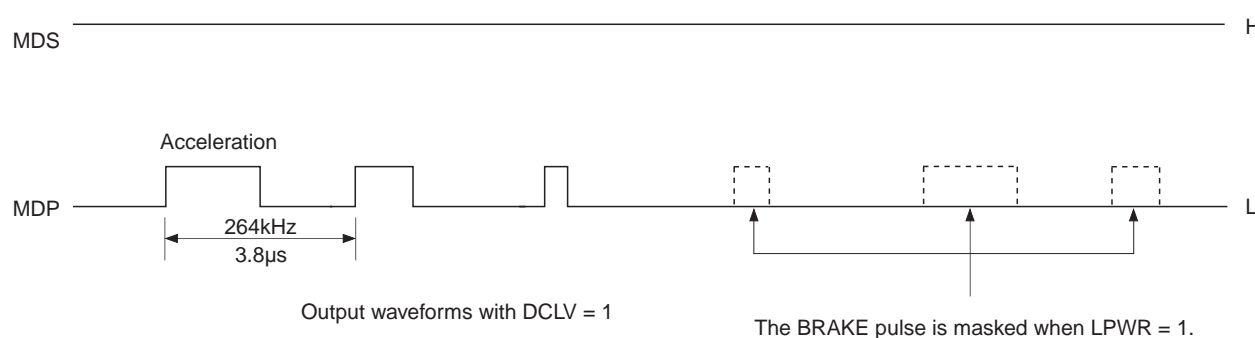 MDS
H
Acceleration
MDP
L
264kHz
3.8µs
Output waveforms with DCLV = 1
The BRAKE pulse is masked when LPWR = 1.